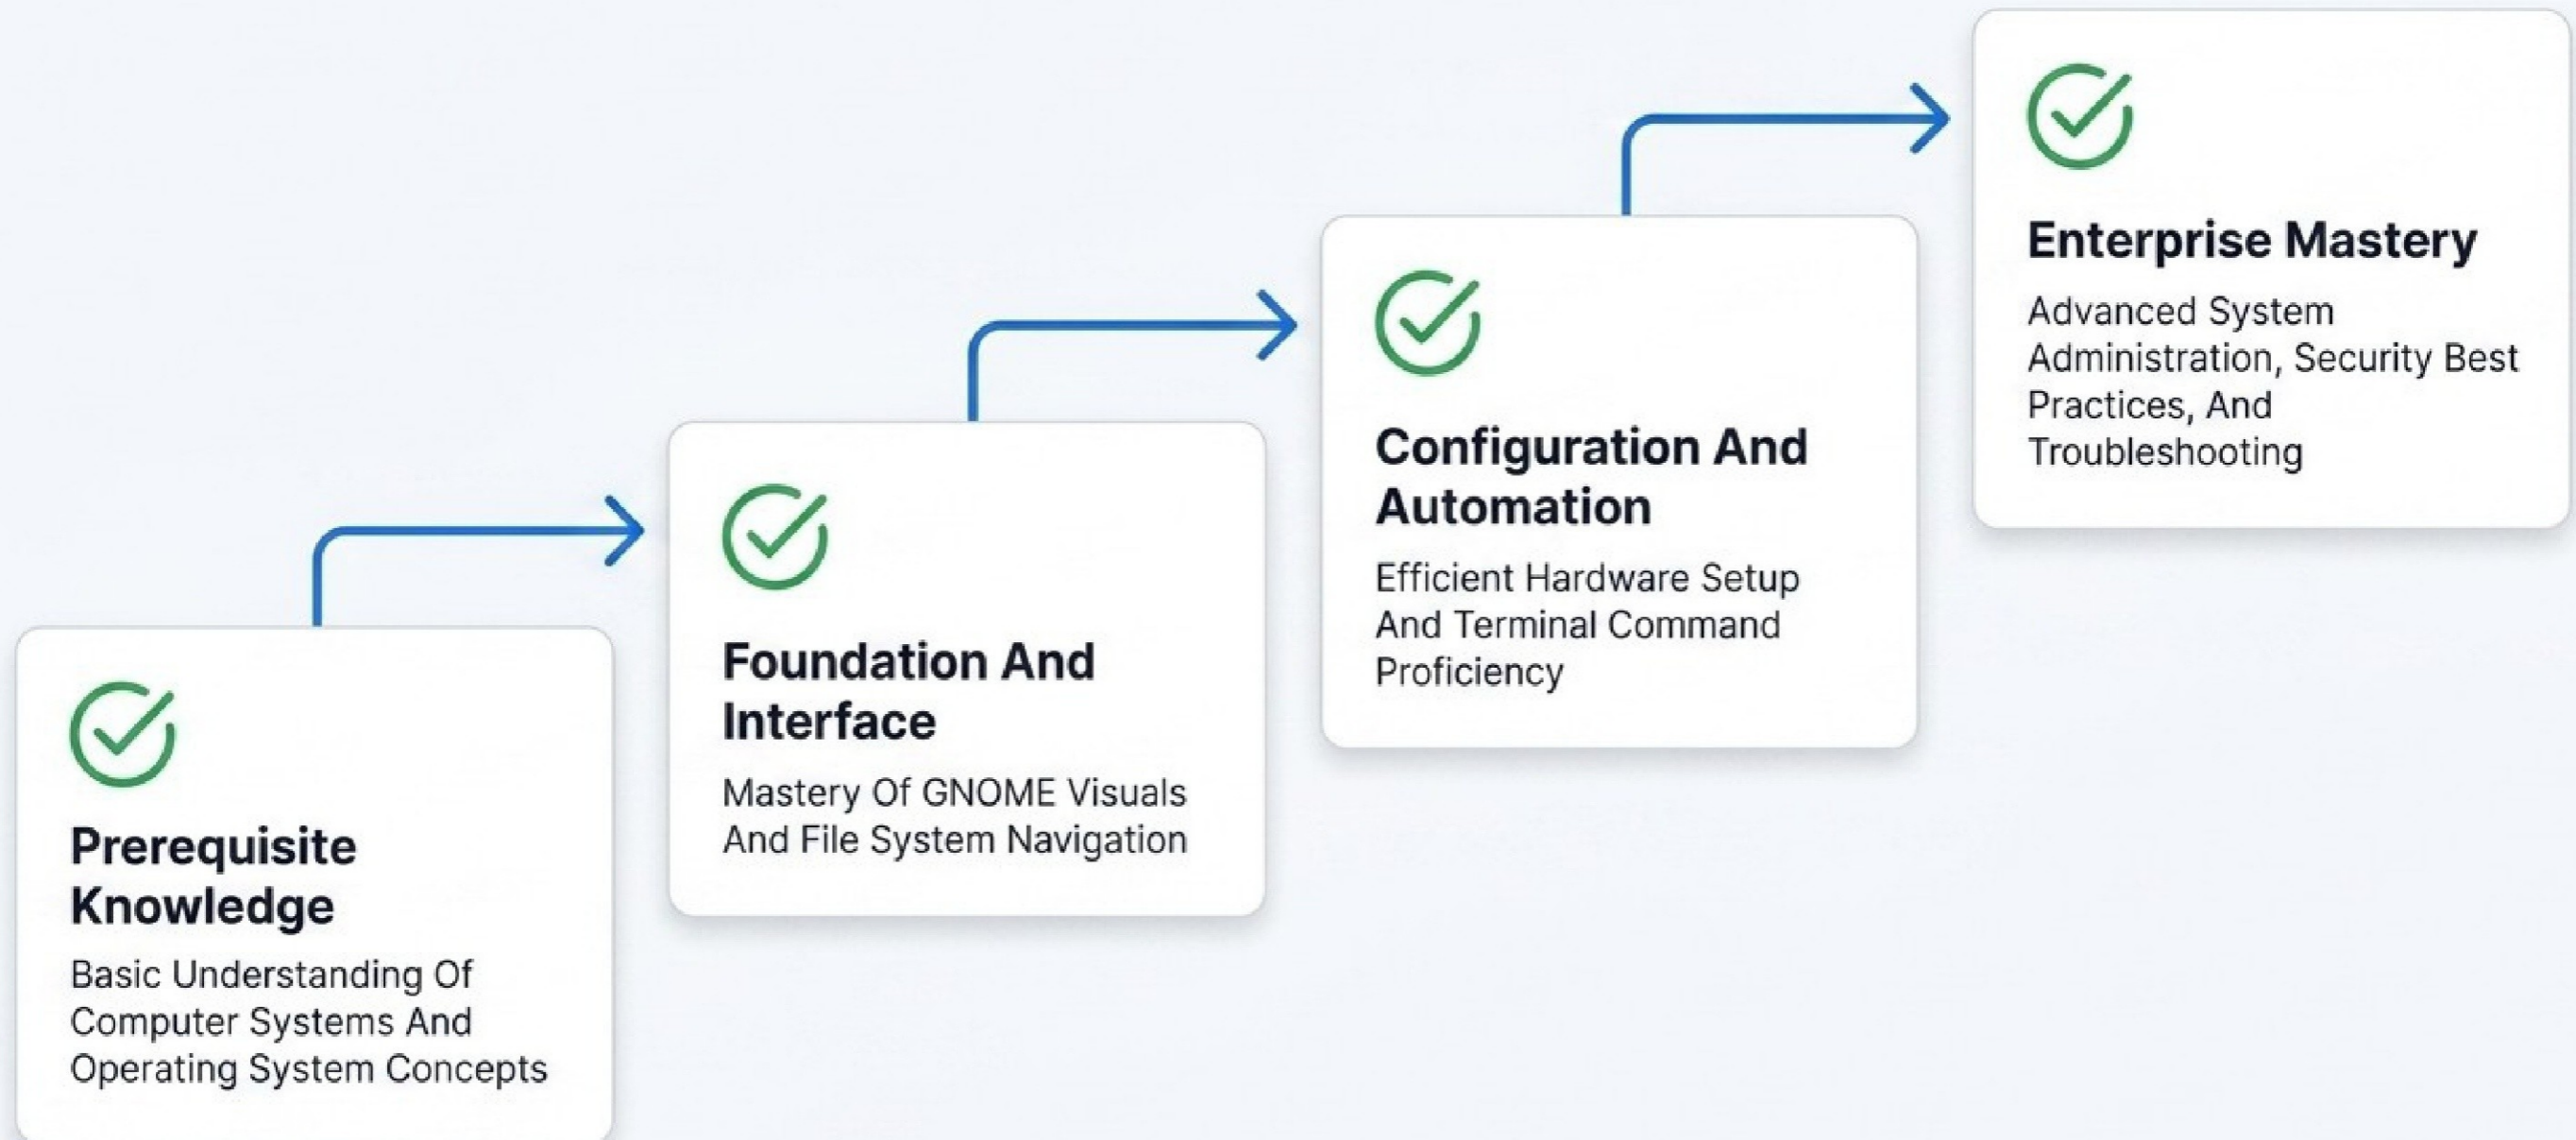 Prerequisite
Knowledge
Basic Understanding Of
Computer Systems And
Operating System Concepts
Foundation And
Interface
Mastery Of GNOME Visuals
And File System Navigation
Configuration And
Automation
Efficient Hardware Setup
And Terminal Command
Proficiency
Enterprise Mastery
Advanced System
Administration, Security Best
Practices, And
Troubleshooting